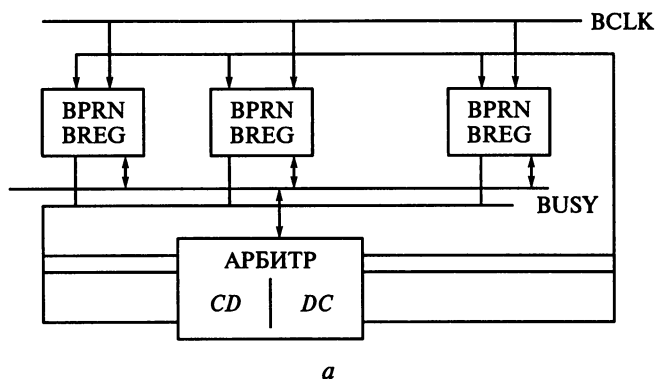 BCLK
BPRN
BREG
BPRN
BREG
BPRN
BREG
BUSY
АРБИТР
CD DC
а